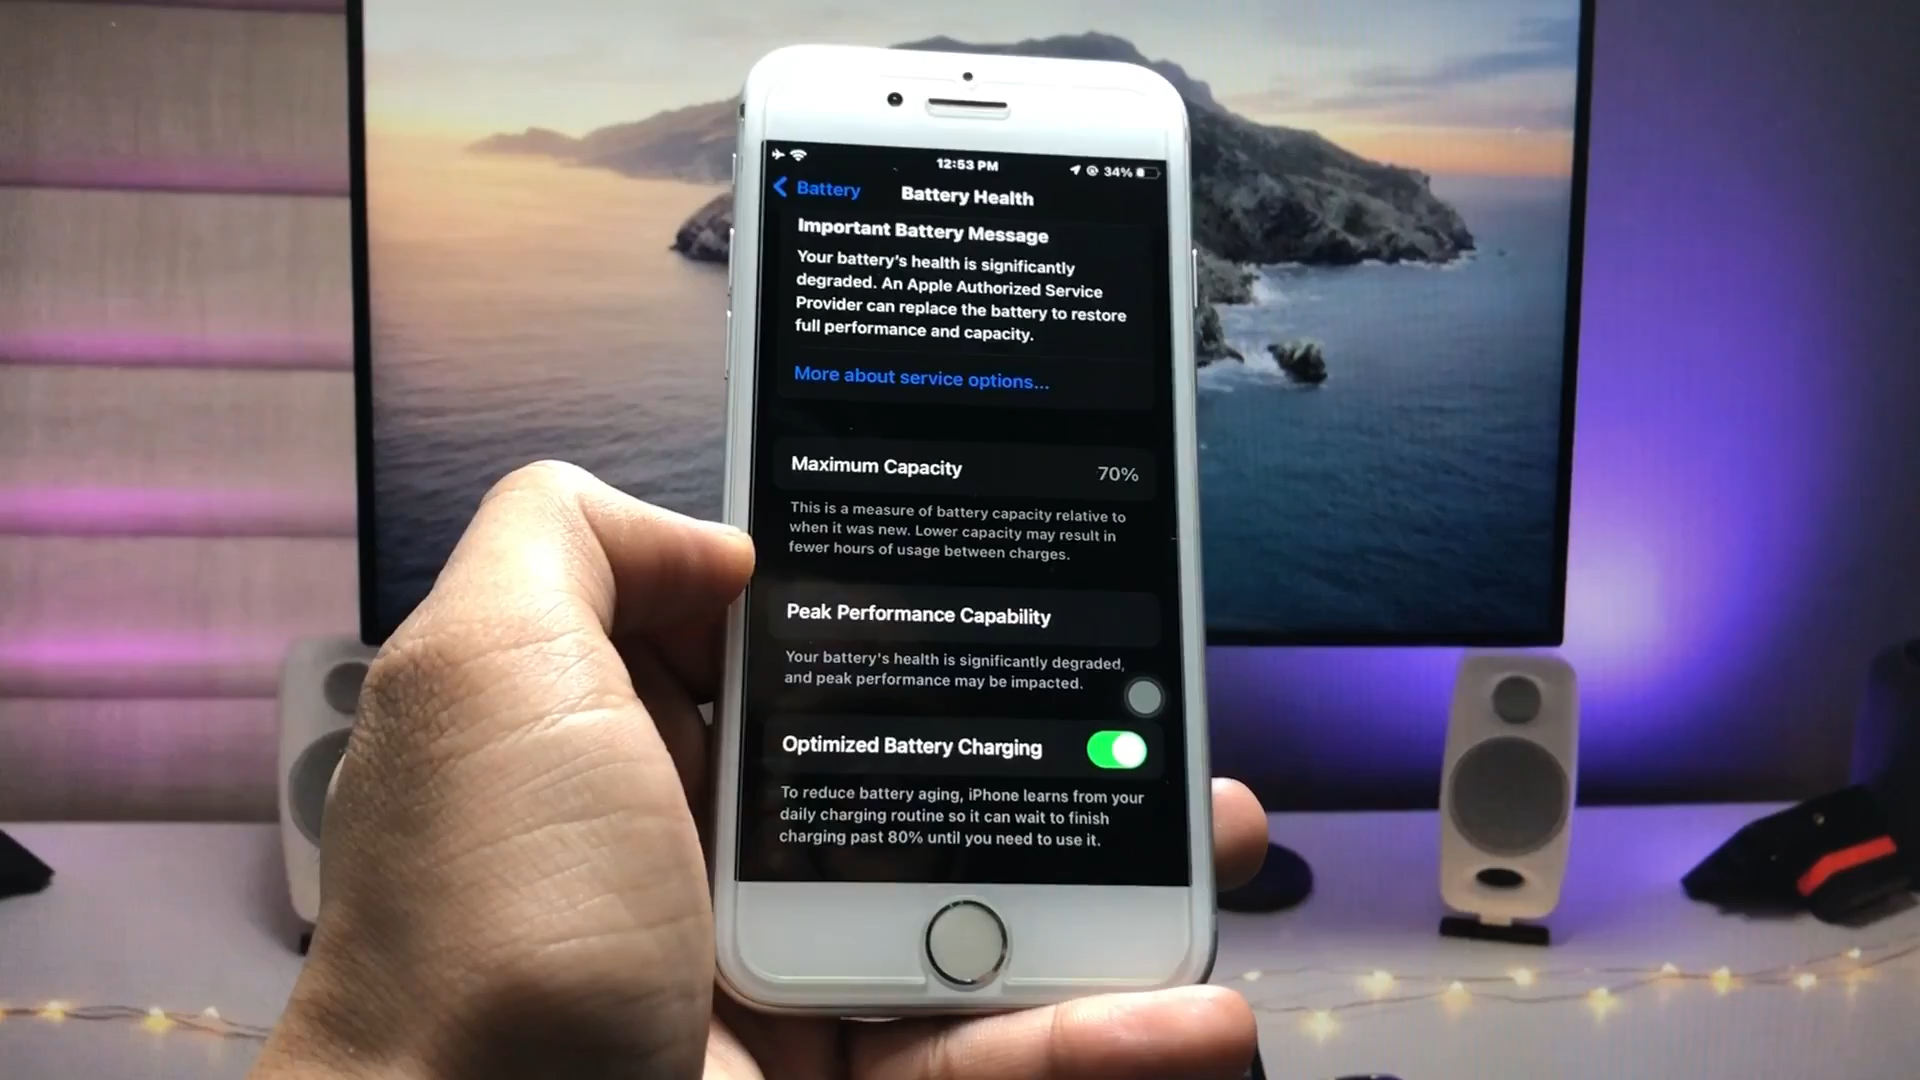 12:53 PM
34%
Battery
Battery Health
Important Battery Message
Your battery's health is significantly
degraded. An Apple Authorized Service
Provider can replace the battery to restore
full performance and capacity.
More about service options...
Maximum Capacity
70%
This is a measure of battery capacity relative to
when it was new. Lower capacity may result in
fewer hours of usage between charges.
Peak Performance Capability
Your battery's health is significantly degraded,
and peak performance may be impacted.
Optimized Battery Charging
To reduce battery aging, iPhone learns from your
daily charging routine so it can wait to finish
charging past 80% until you need to use it.